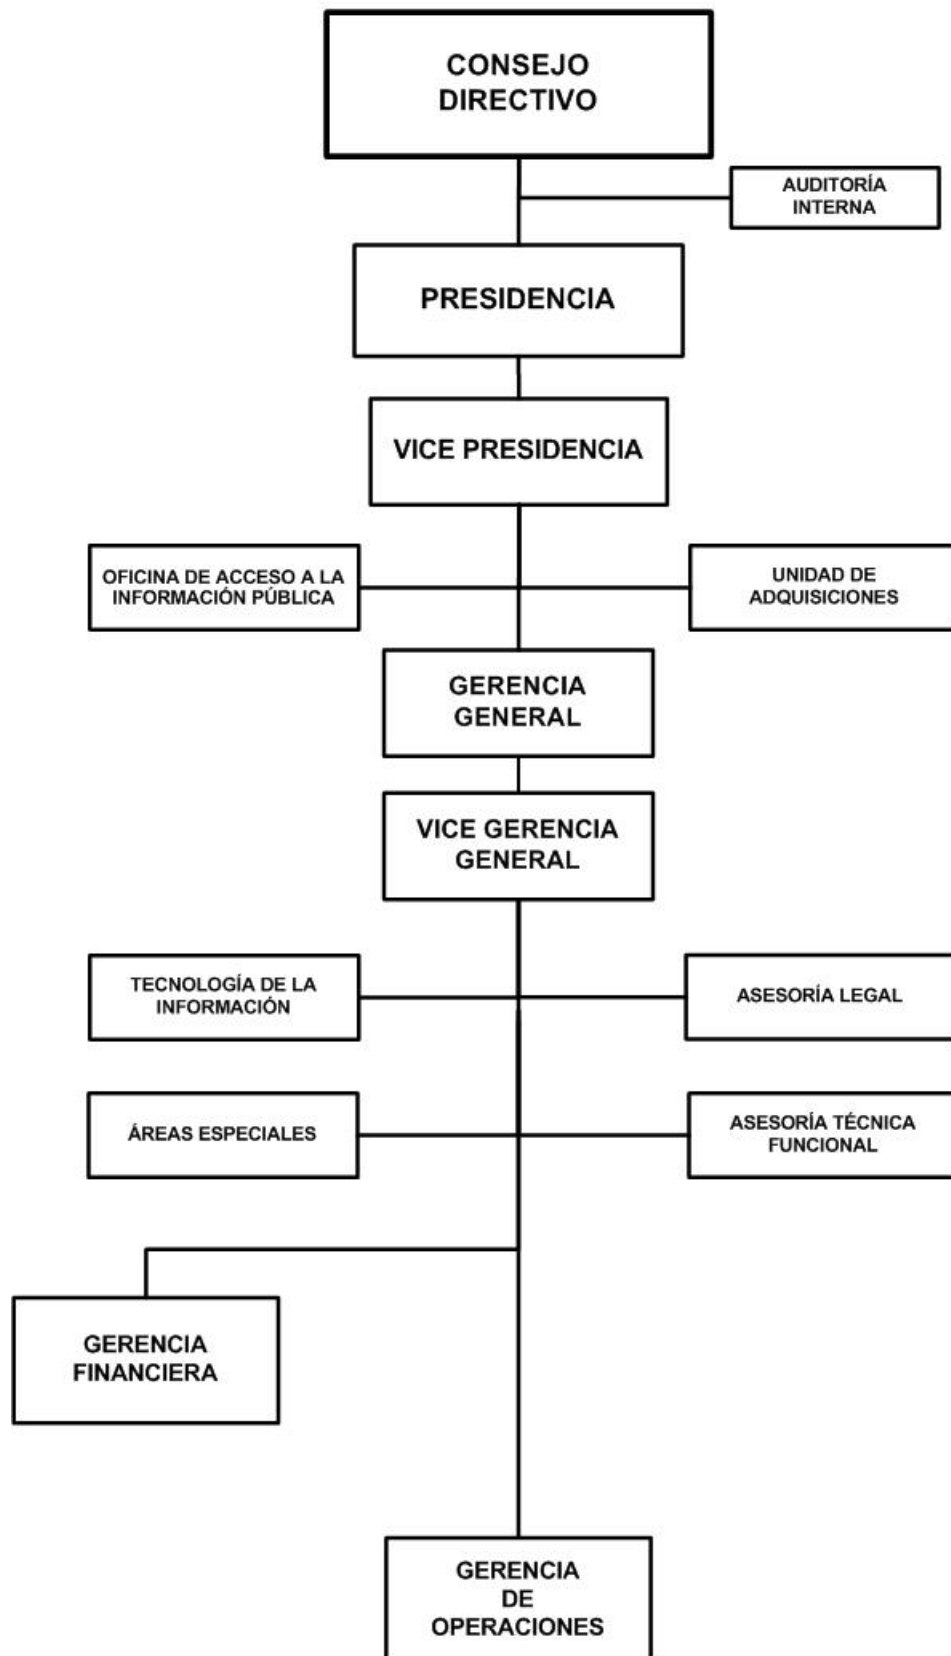 CONSEJO
DIRECTIVO
AUDITORÍA
INTERNA
PRESIDENCIA
VICE PRESIDENCIA
OFICINA DE ACCESO A LA
INFORMACIÓN PÚBLICA
UNIDAD DE
ADQUISICIONES
GERENCIA
GENERAL
VICE GERENCIA
GENERAL
TECNOLOGÍA DE LA
INFORMACIÓN
ASESORÍA LEGAL
ÁREAS ESPECIALES
ASESORÍA TÉCNICA
FUNCIONAL
GERENCIA
FINANCIERA
GERENCIA
DE
OPERACIONES